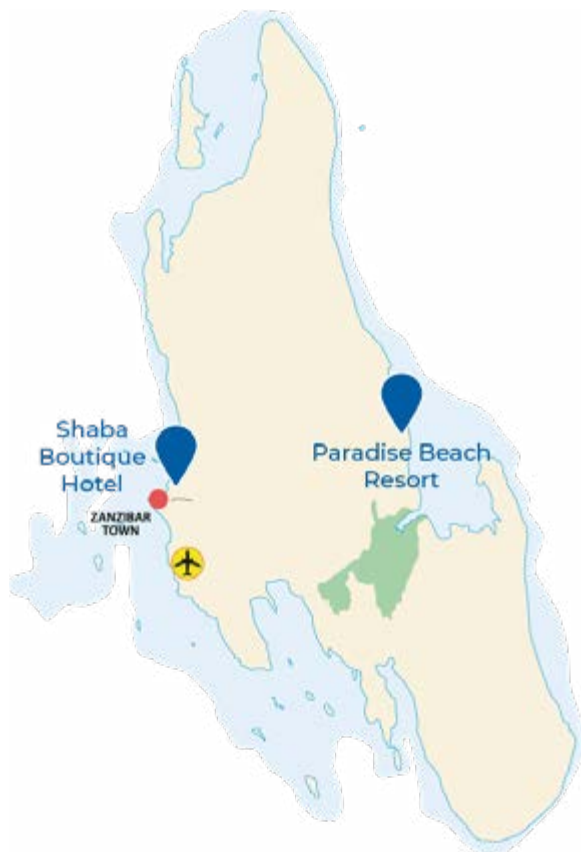 Shaba
Boutique
Hotel
Paradise Beach
Resort
ZANZIBAR
TOWN